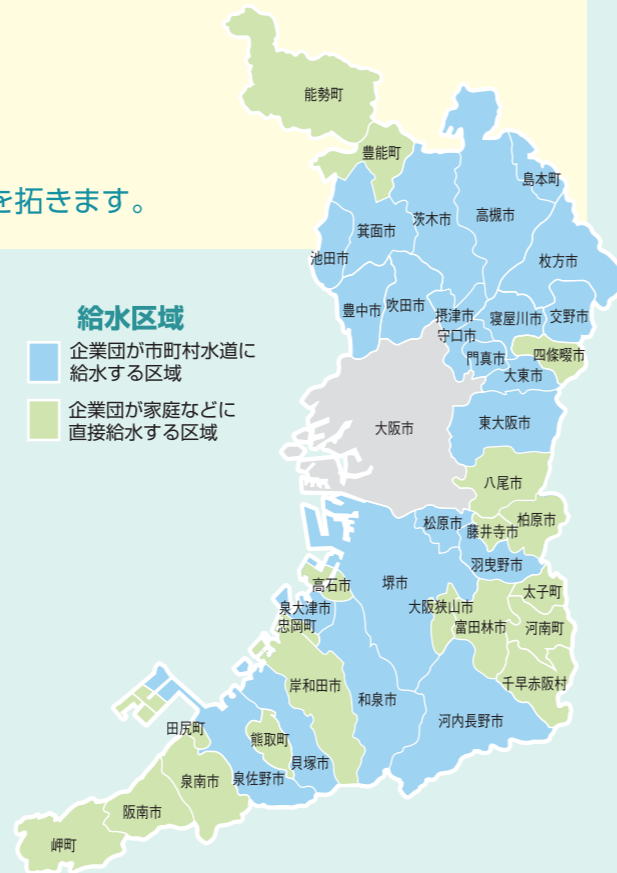 を拓きます。
給水区域
企業団が市町村水道に
給水する区域
企業団が家庭などに
直接給水する区域
能勢町
豊能町
島本町
茨木市
高槻市
箕面市
池田市
枚方市
豊中市
吹田市
摂津市
寝屋川市
交野市
守口市
門真市
四條畷市
大東市
大阪市
東大阪市
八尾市
松原市
藤井寺市
柏原市
羽曳野市
高石市
堺市
太子町
泉大津市
大阪狭山市
忠岡町
富田林市
河南町
岸和田市
和泉市
千早赤阪村
河内長野市
田尻町
熊取町
貝塚市
泉南市
泉佐野市
阪南市
岬町